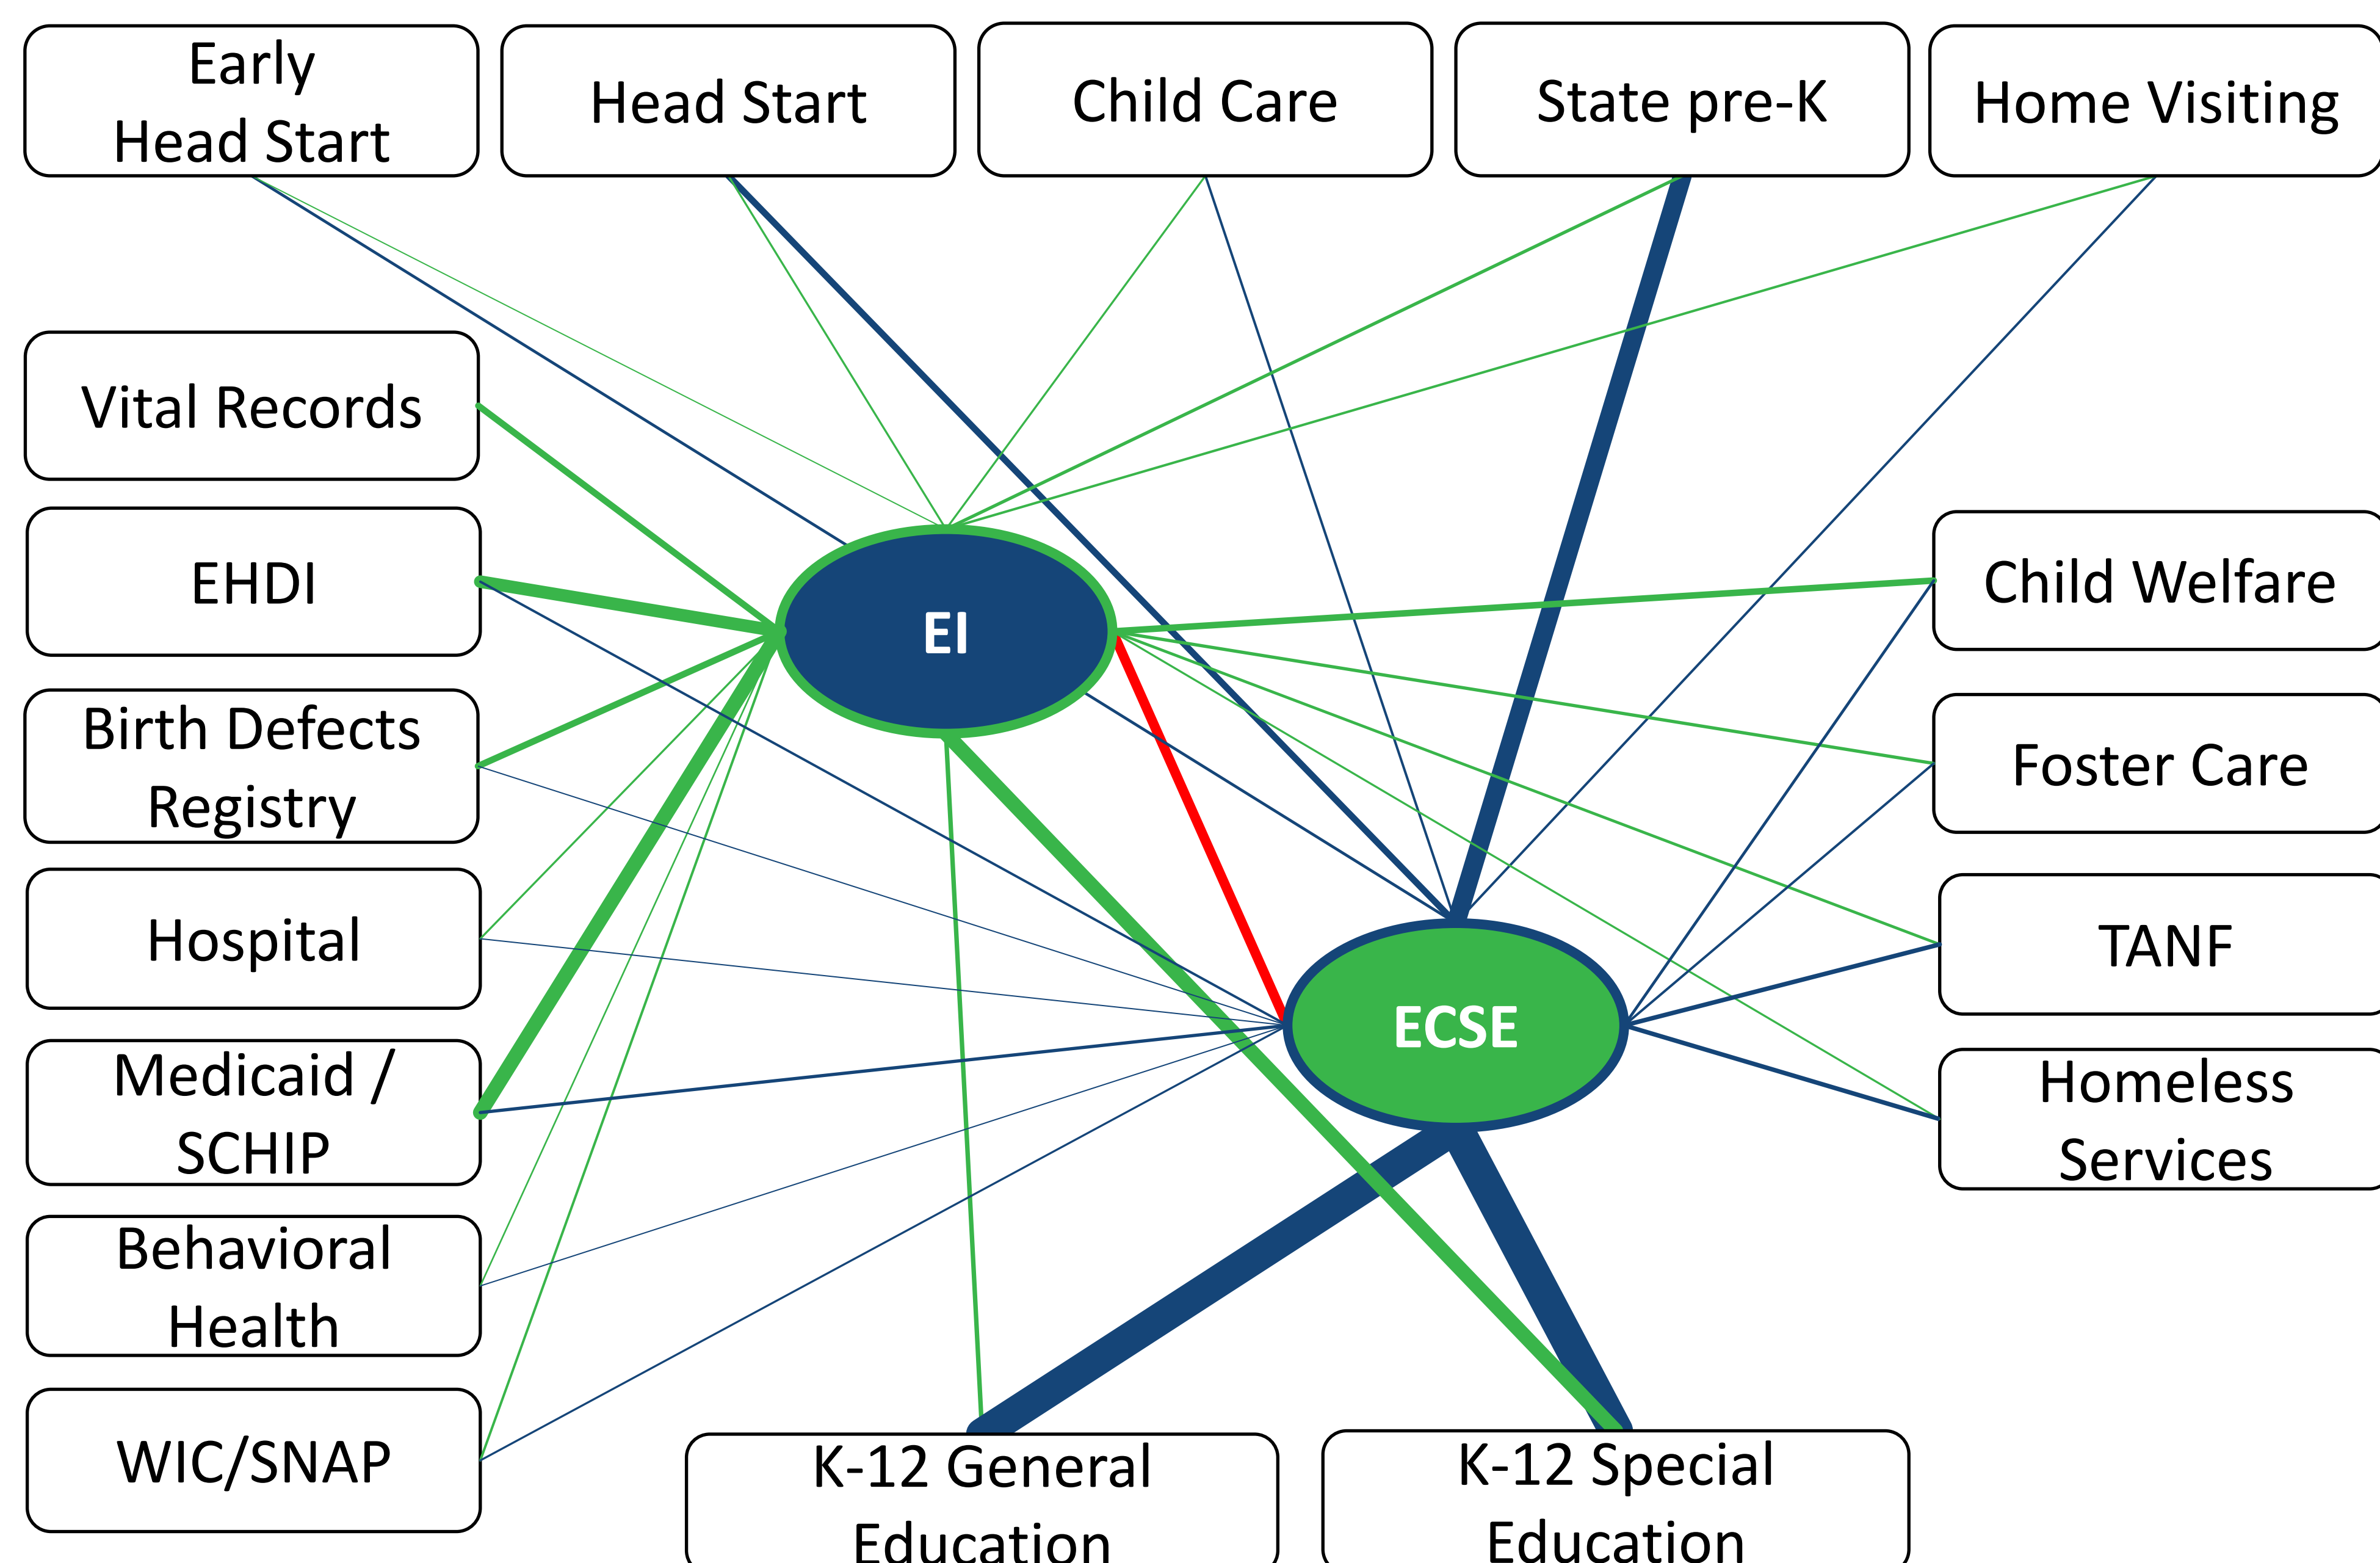 Early
Head Start
Head Start
Child Care
State pre-K
Home Visiting
Vital Records
EHDI
Birth Defects
Registry
Hospital
Medicaid /
SCHIP
Behavioral
Health
WIC/SNAP
EI
ECSE
Child Welfare
Foster Care
TANF
Homeless
Services
K-12 General
Education
K-12 Special
Education